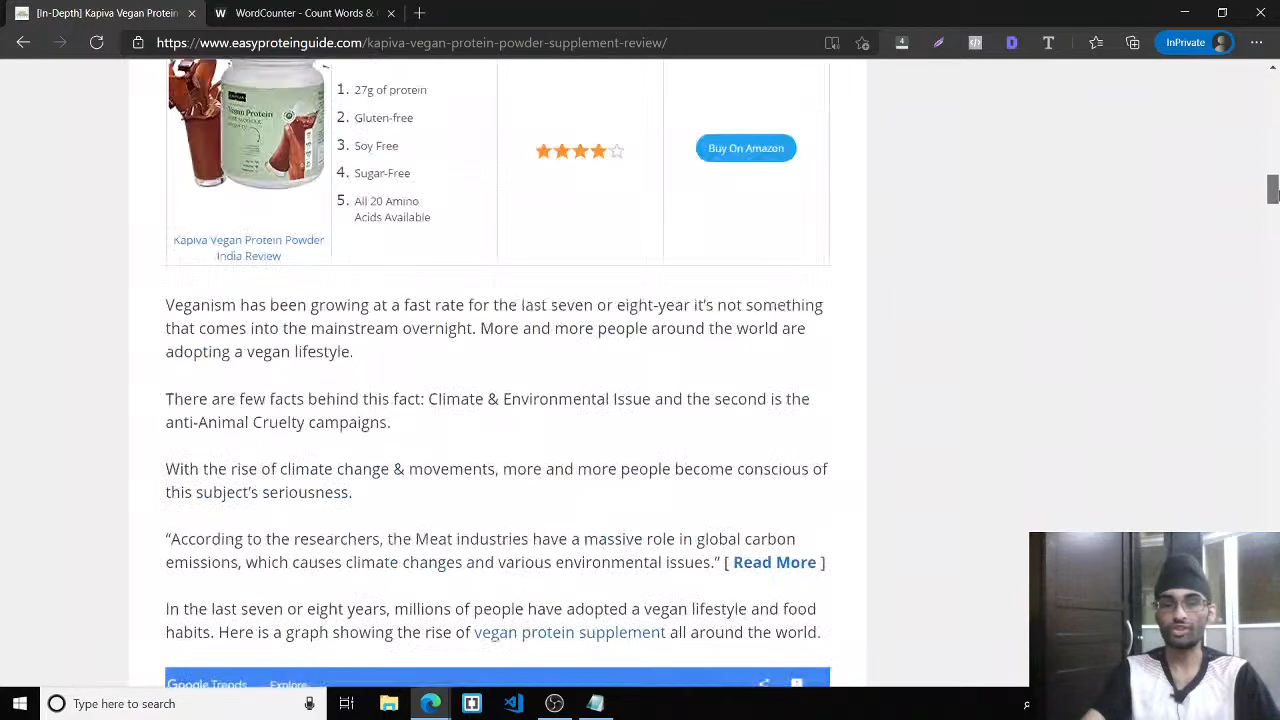 [In-Depth] Kapiva Vegan Protein
WordCounter - Count Words &
https://www.easyproteinguide.com/kapiva-vegan-protein-powder-supplement-review/
4
InPrivate
KAPIVA
Vegan Protein
1. 27g of protein
2. Gluten-free
3. Soy Free
4. Sugar-Free
5. All 20 Amino
Acids Available
Buy On Amazon
Kapiva Vegan Protein Powder
India Review
Veganism has been growing at a fast rate for the last seven or eight-year it’s not something
that comes into the mainstream overnight. More and more people around the world are
adopting a vegan lifestyle.
There are few facts behind this fact: Climate & Environmental Issue and the second is the
anti-Animal Cruelty campaigns.
With the rise of climate change & movements, more and more people become conscious of
this subject’s seriousness.
“According to the researchers, the Meat industries have a massive role in global carbon
emissions, which causes climate changes and various environmental issues.” [ Read More ]
In the last seven or eight years, millions of people have adopted a vegan lifestyle and food
habits. Here is a graph showing the rise of vegan protein supplement all around the world.
Google Trends Explore
Type here to search